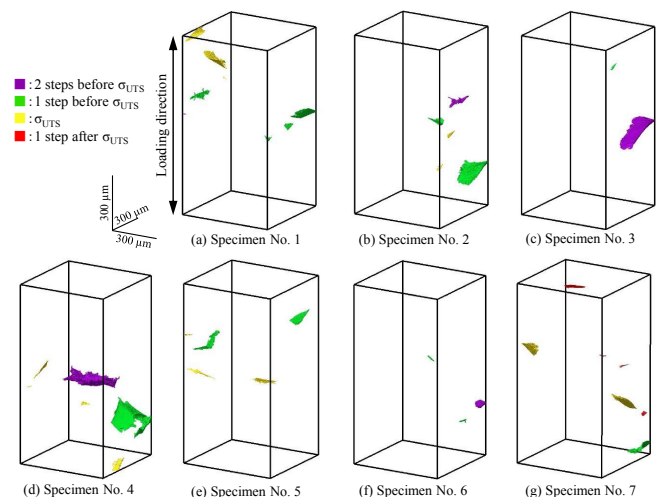 : 2 steps before σUTS
: 1 step before σUTS
: σUTS
: 1 step after σUTS
Loading direction
300 μm
300 μm
300 μm
(a) Specimen No. 1
(b) Specimen No. 2
(c) Specimen No. 3
(d) Specimen No. 4
(e) Specimen No. 5
(f) Specimen No. 6
(g) Specimen No. 7